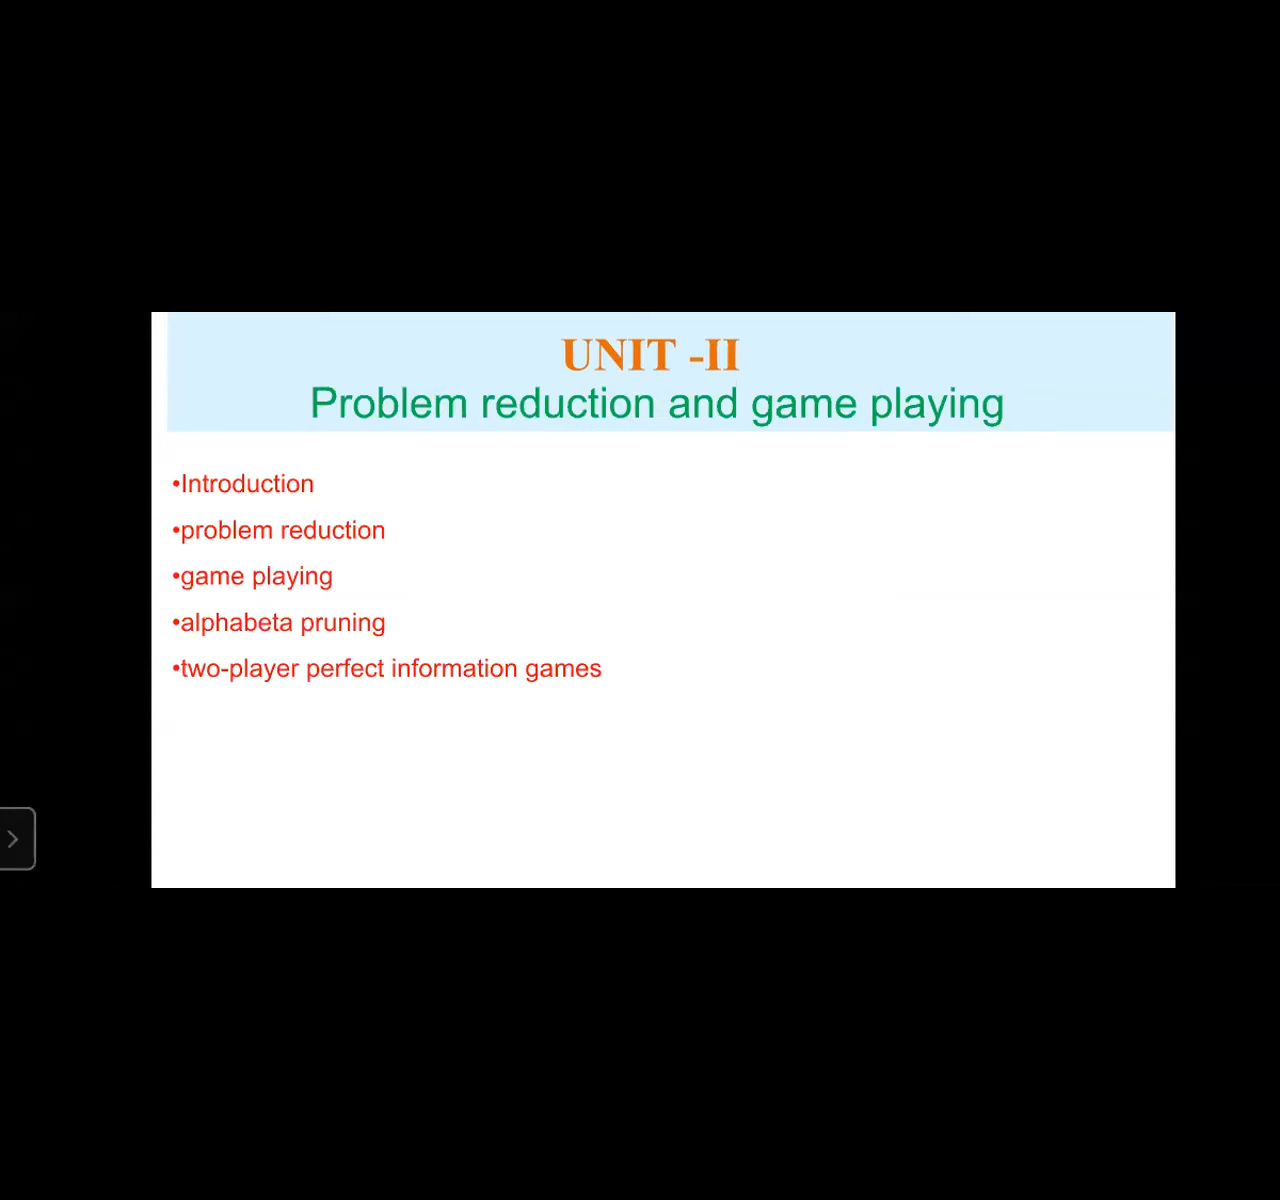 UNIT -II
Problem reduction and game playing
•Introduction
•problem reduction
•game playing
•alphabeta pruning
•two-player perfect information games